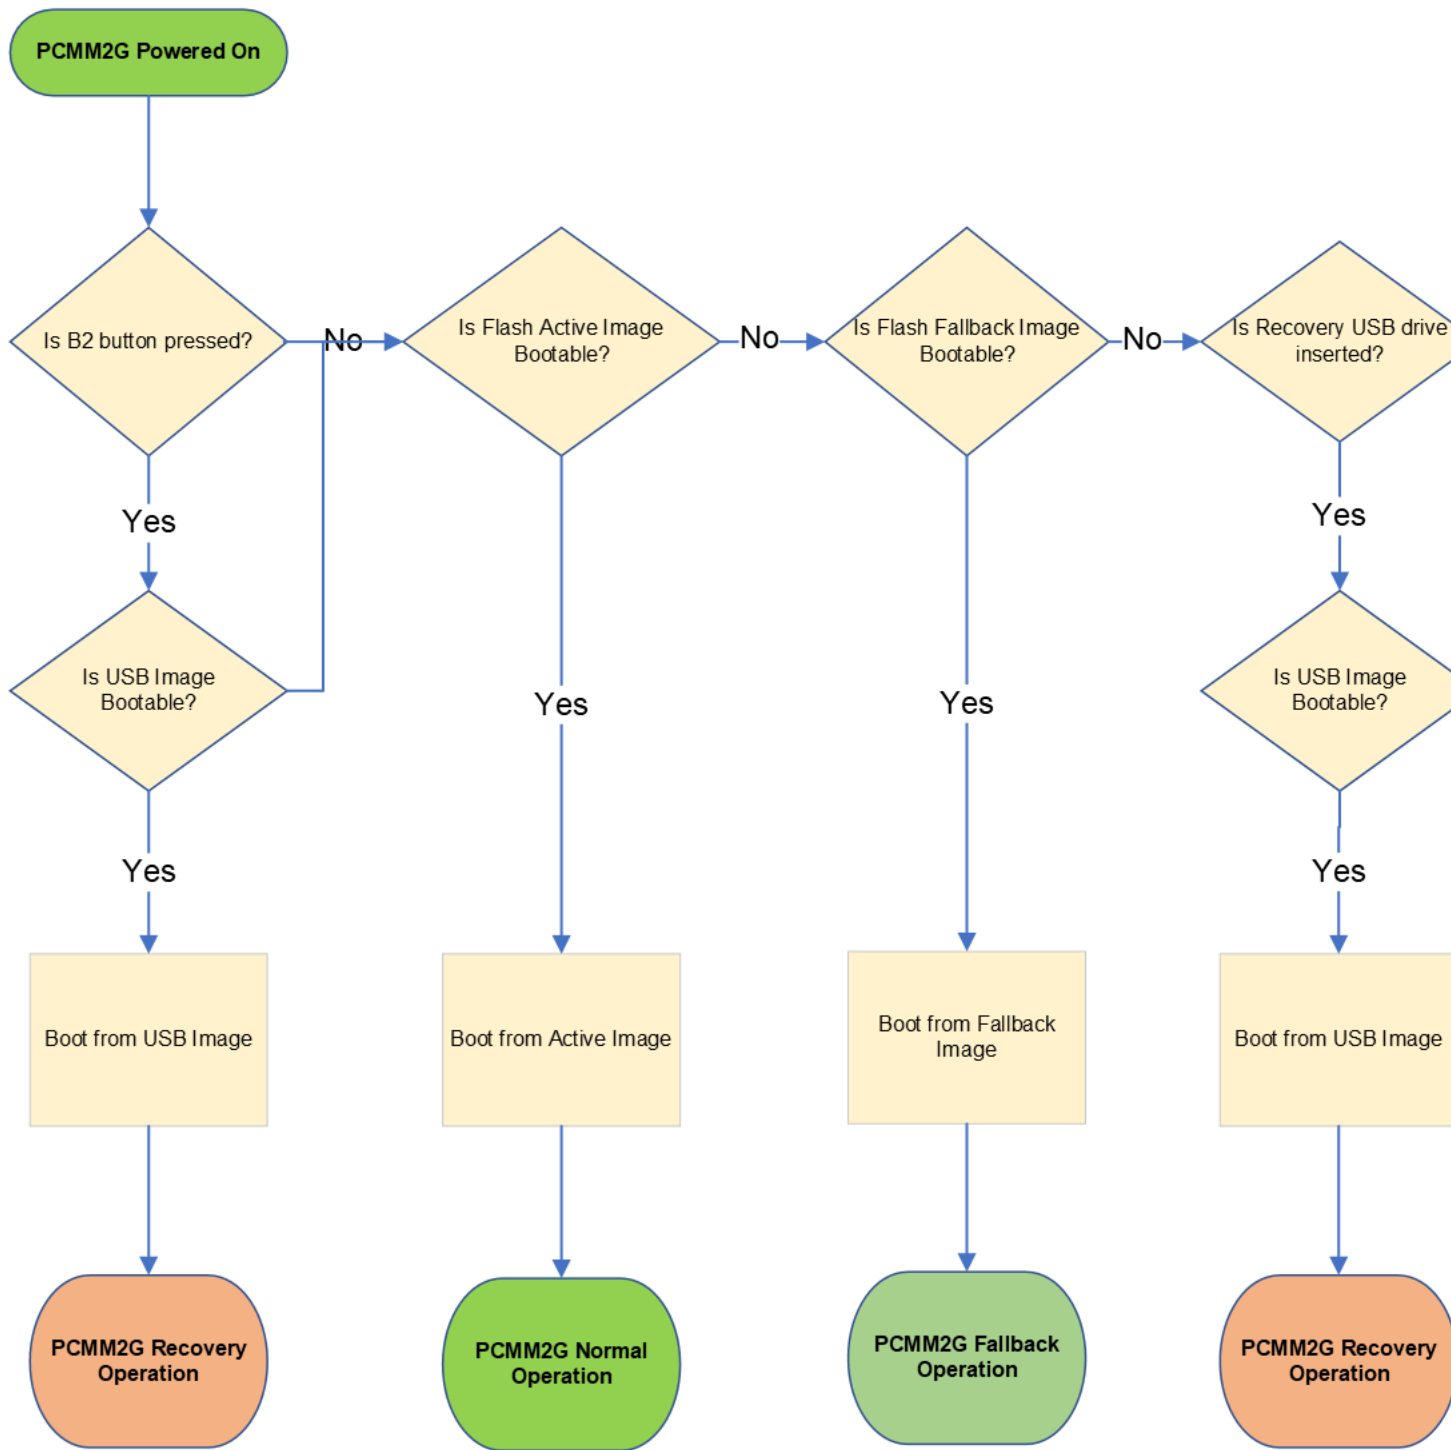 PCMM2G Powered On
Is B2 button pressed?
No
Is Flash Active Image
Bootable?
No
Is Flash Fallback Image
Bootable?
No
Is Recovery USB drive
inserted?
Yes
Yes
Is USB Image
Bootable?
Yes
Yes
Is USB Image
Bootable?
Yes
Yes
Boot from USB Image
Boot from Active Image
Boot from Fallback
Image
Boot from USB Image
PCMM2G Recovery
Operation
PCMM2G Normal
Operation
PCMM2G Fallback
Operation
PCMM2G Recovery
Operation